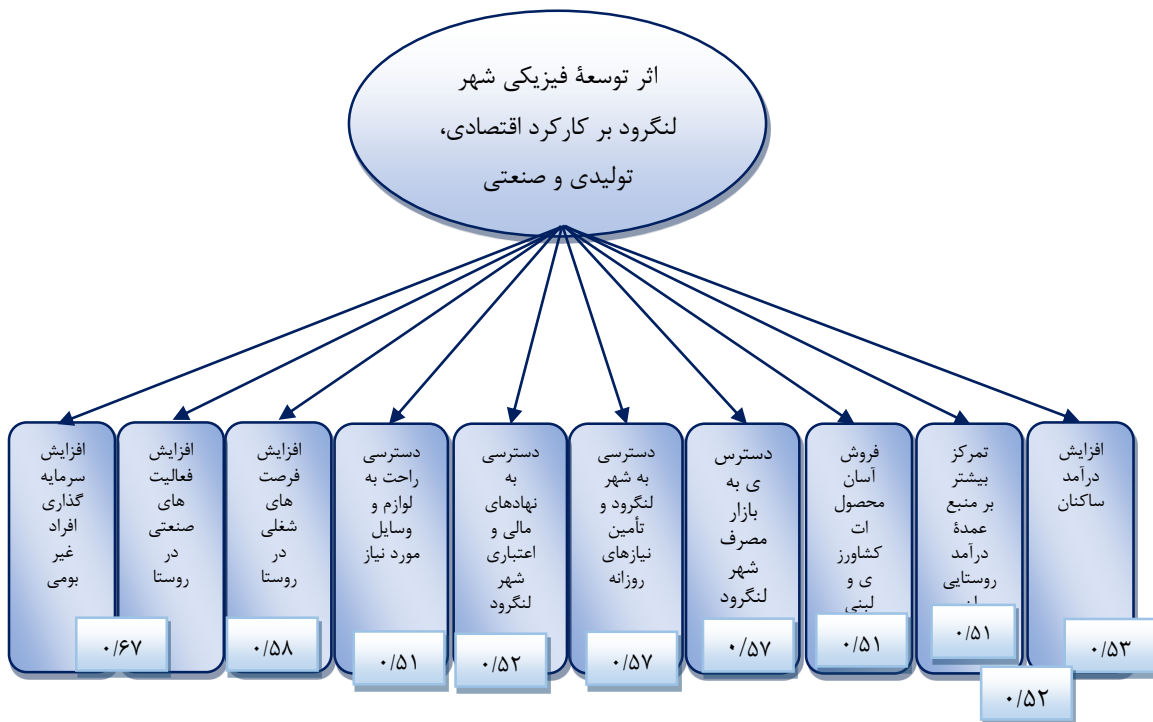 اثر توسعهٔ فیزیکی شهر
لنگرود بر کارکرد اقتصادی،
تولیدی و صنعتی
افزایش
درآمد
ساکنان
تمرکز
بیشتر
بر منبع
عمدهٔ
درآمد
روستایی
فروش
آسان
محصول
ات
کشاورز
ی و
لبنی
دسترس
ی به
بازار
مصرف
شهر
لنگرود
دسترسی
به شهر
لنگرود و
تأمین
نیازهای
روزانه
دسترسی
به
نهادهای
مالی و
اعتباری
شهر
لنگرود
دسترسی
راحت به
لوازم و
وسایل
مورد نیاز
افزایش
فرصت
های
شغلی
در
روستا
افزایش
فعالیت
های
صنعتی
در
روستا
افزایش
سرمایه
گذاری
افراد
غیر
بومی
۰/۵۳
۰/۵۲
۰/۵۱
۰/۵۱
۰/۵۷
۰/۵۷
۰/۵۲
۰/۵۱
۰/۵۸
۰/۶۷